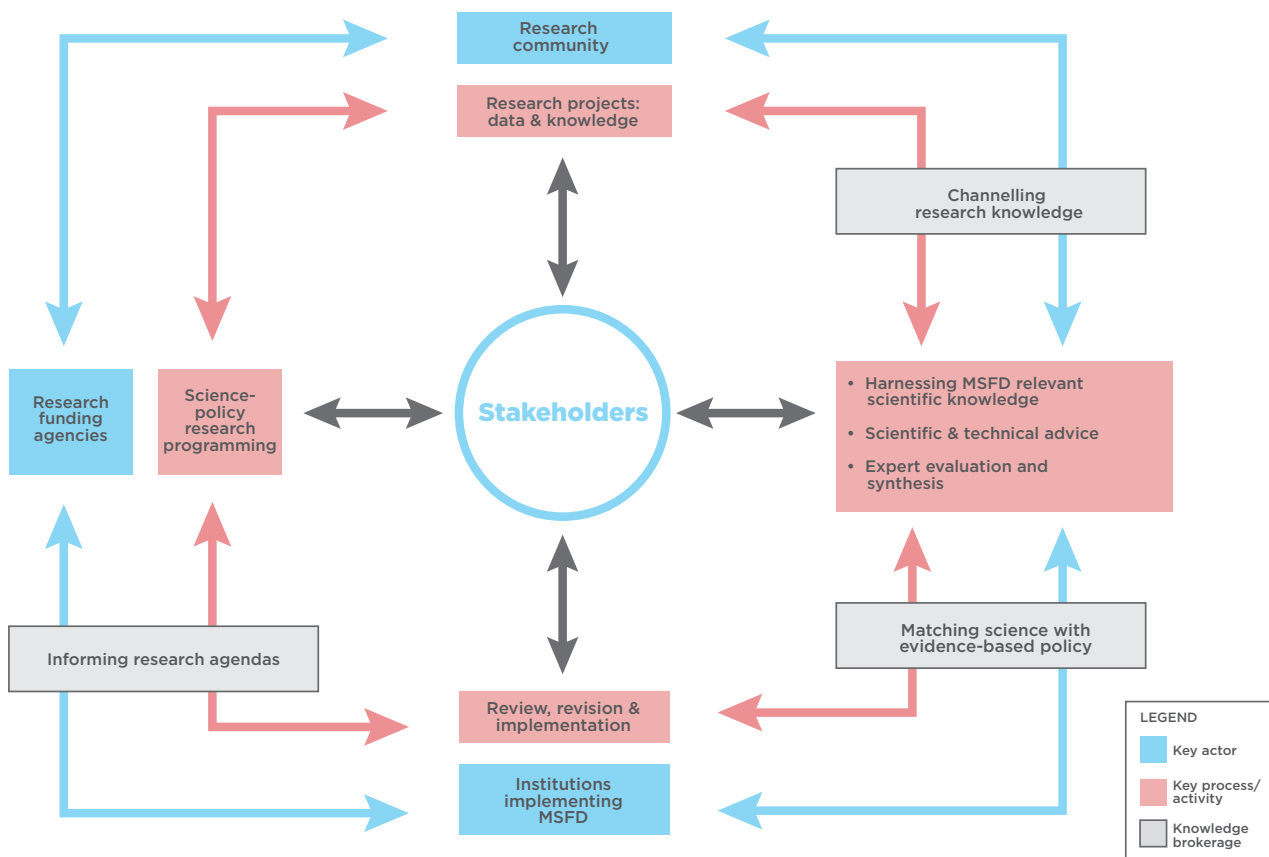 Research
community
Research projects:
data & knowledge
Channelling
research knowledge
Research
funding
agencies
Science-
policy
research
programming
Stakeholders
• Harnessing MSFD relevant
scientific knowledge
• Scientific & technical advice
• Expert evaluation and
synthesis
Informing research agendas
Matching science with
evidence-based policy
Review, revision &
implementation
Institutions
implementing
MSFD
LEGEND
Key actor
Key process/
activity
Knowledge
brokerage